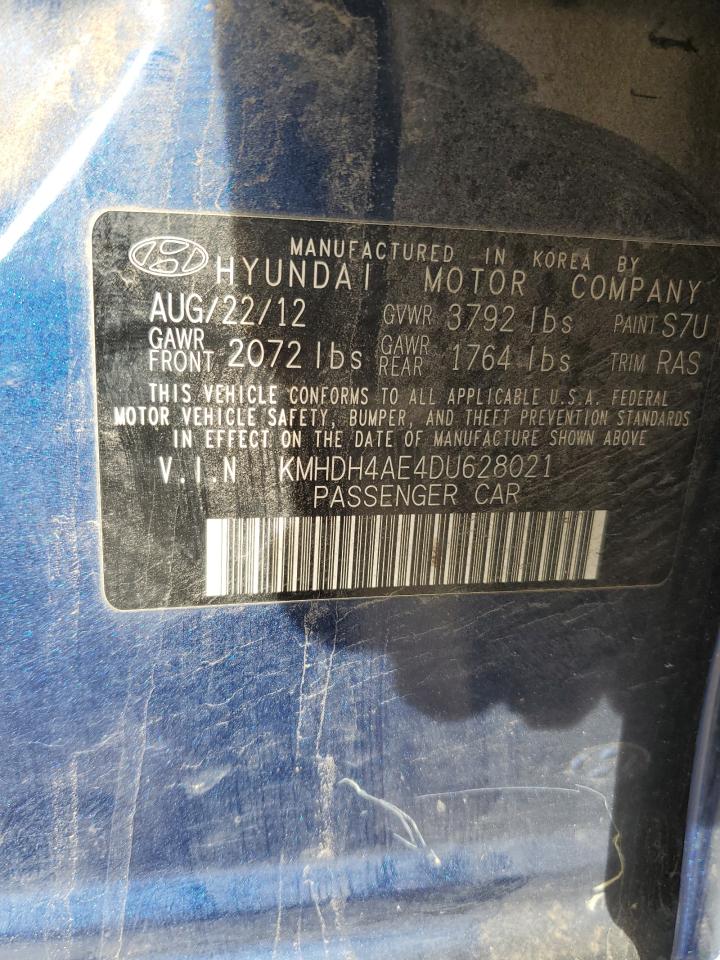 MANUFACTURED IN KOREA BY
HYUNDAI MOTOR COMPANY
AUG/22/12 GVWR 3792 lbs PAINT S7U
GAWR FRONT 2072 lbs GAWR REAR 1764 lbs TRIM RAS
THIS VEHICLE CONFORMS TO ALL APPLICABLE U.S.A. FEDERAL
MOTOR VEHICLE SAFETY, BUMPER, AND THEFT PREVENTION STANDARDS
IN EFFECT ON THE DATE OF MANUFACTURE SHOWN ABOVE
V.I.N KMHDH4AE4DU628021
PASSENGER CAR